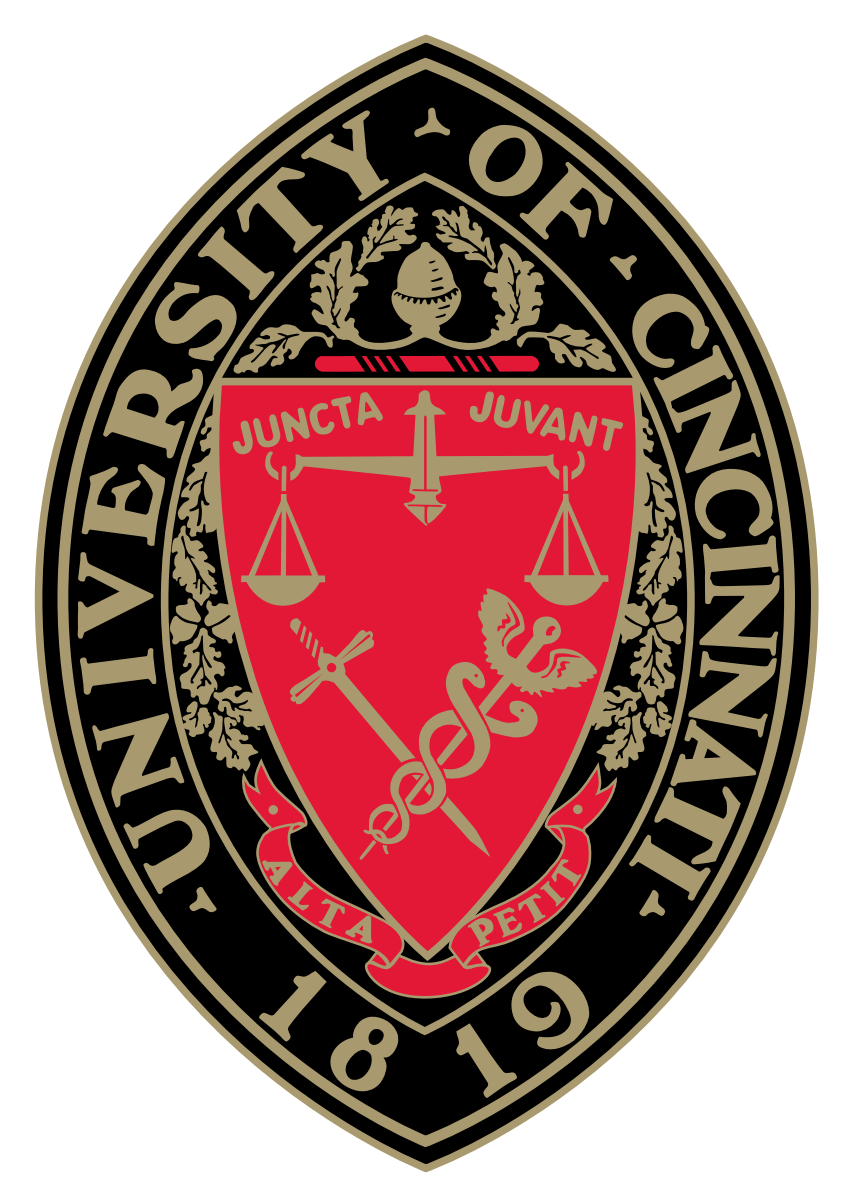 UNIVERSITY OF CINCINNATI
JUNCTA JUVANT
ALTA PETIT
1819